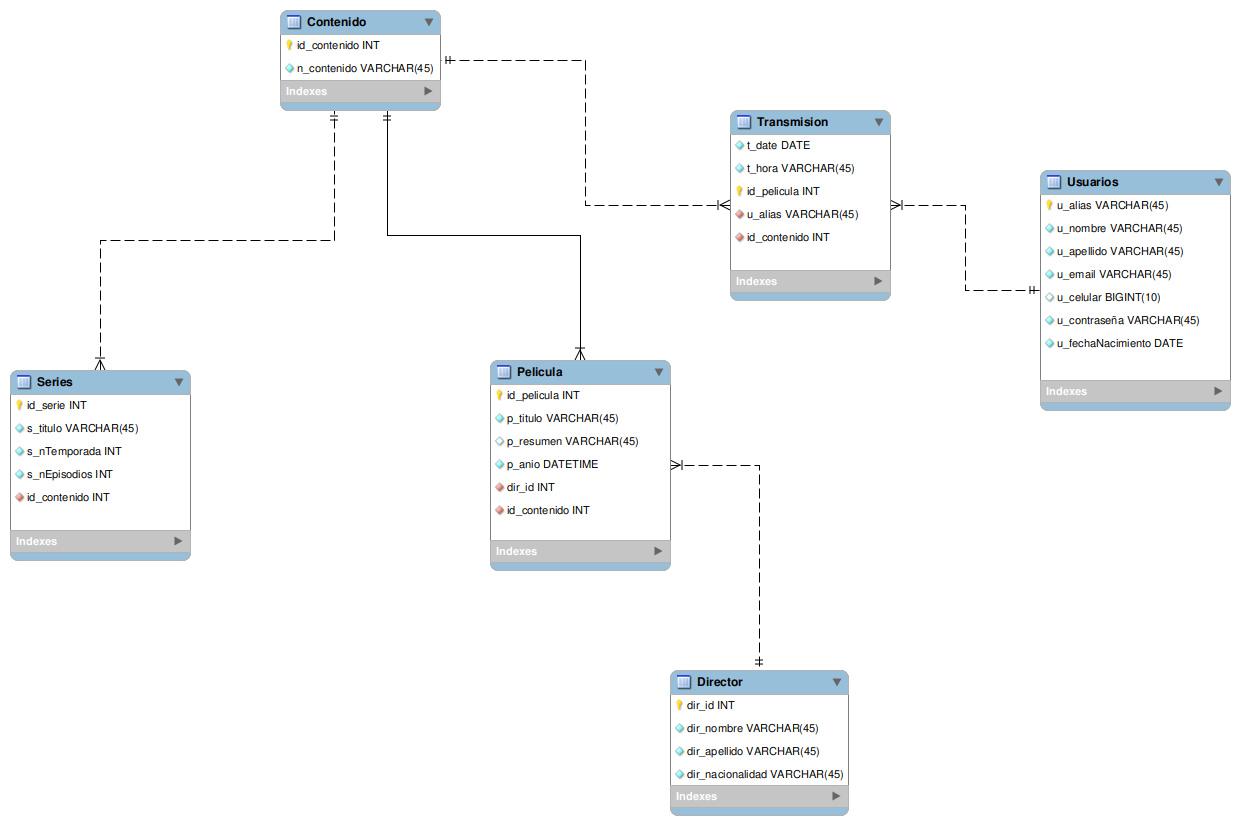 Contenido
id_contenido INT
n_contenido VARCHAR(45)
Indexes
Transmision
t_date DATE
t_hora VARCHAR(45)
id_pelicula INT
u_alias VARCHAR(45)
id_contenido INT
Indexes
Usuarios
u_alias VARCHAR(45)
u_nombre VARCHAR(45)
u_apellido VARCHAR(45)
u_email VARCHAR(45)
u_celular BIGINT(10)
u_contraseña VARCHAR(45)
u_fechaNacimiento DATE
Indexes
Series
id_serie INT
s_titulo VARCHAR(45)
s_nTemporada INT
s_nEpisodios INT
id_contenido INT
Indexes
Pelicula
id_pelicula INT
p_titulo VARCHAR(45)
p_resumen VARCHAR(45)
p_anio DATETIME
dir_id INT
id_contenido INT
Indexes
Director
dir_id INT
dir_nombre VARCHAR(45)
dir_apellido VARCHAR(45)
dir_nacionalidad VARCHAR(45)
Indexes